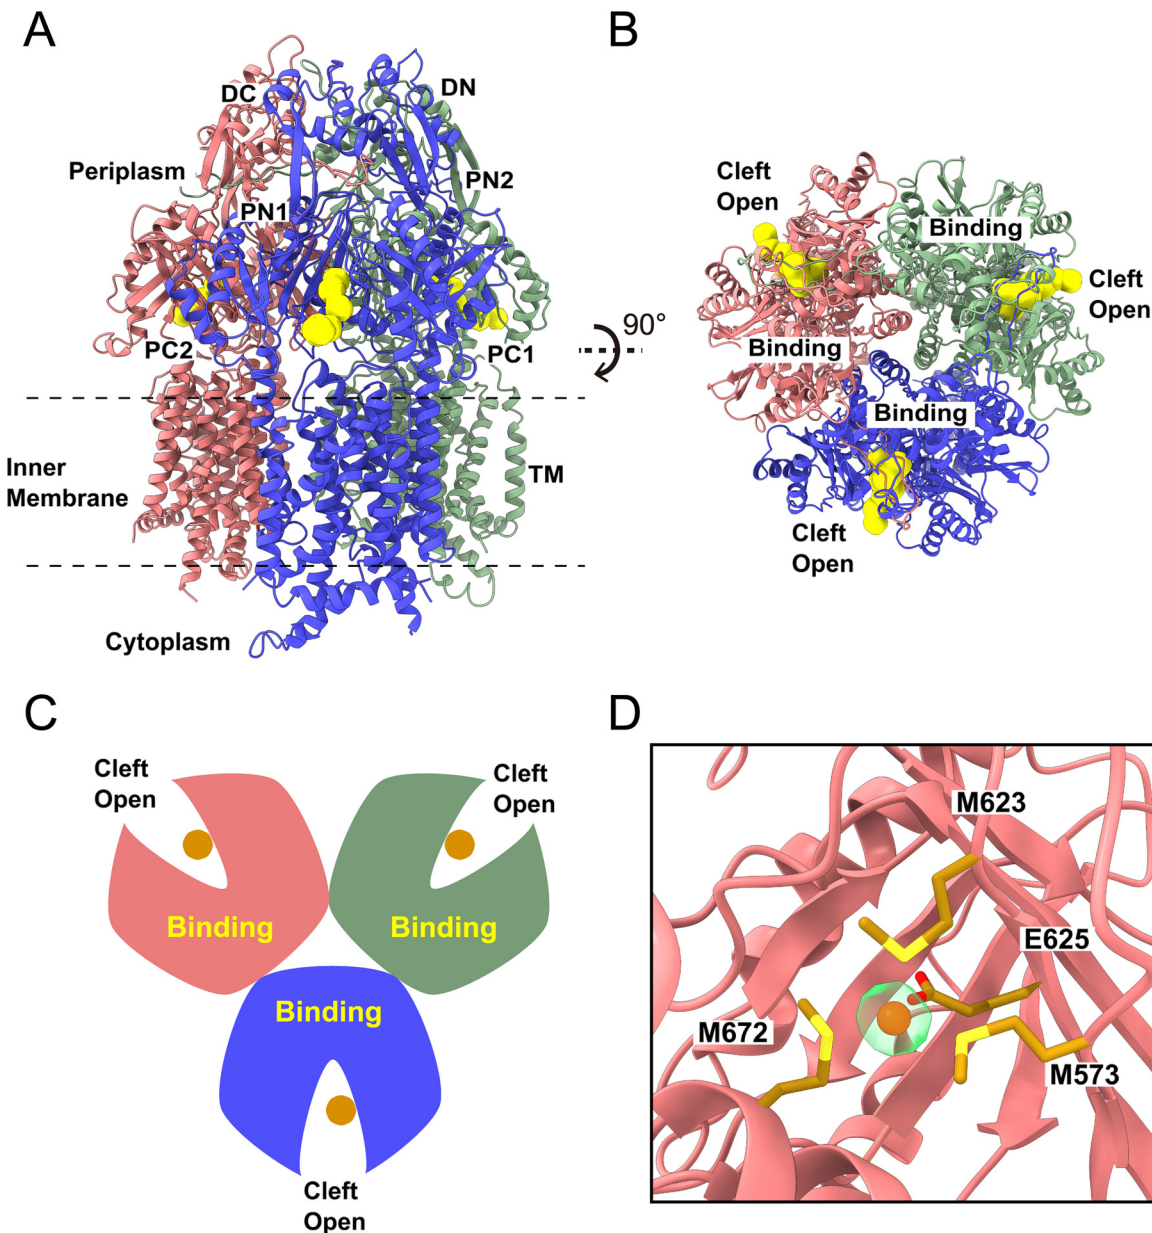 A
DC
DN
Periplasm
PN2
PN1
PC2
PC1
Inner
Membrane
TM
Cytoplasm
90°
B
Cleft
Open
Binding
Cleft
Open
Binding
Binding
Cleft
Open
C
Cleft
Open
Cleft
Open
Binding
Binding
Binding
Cleft
Open
D
M623
E625
M672
M573